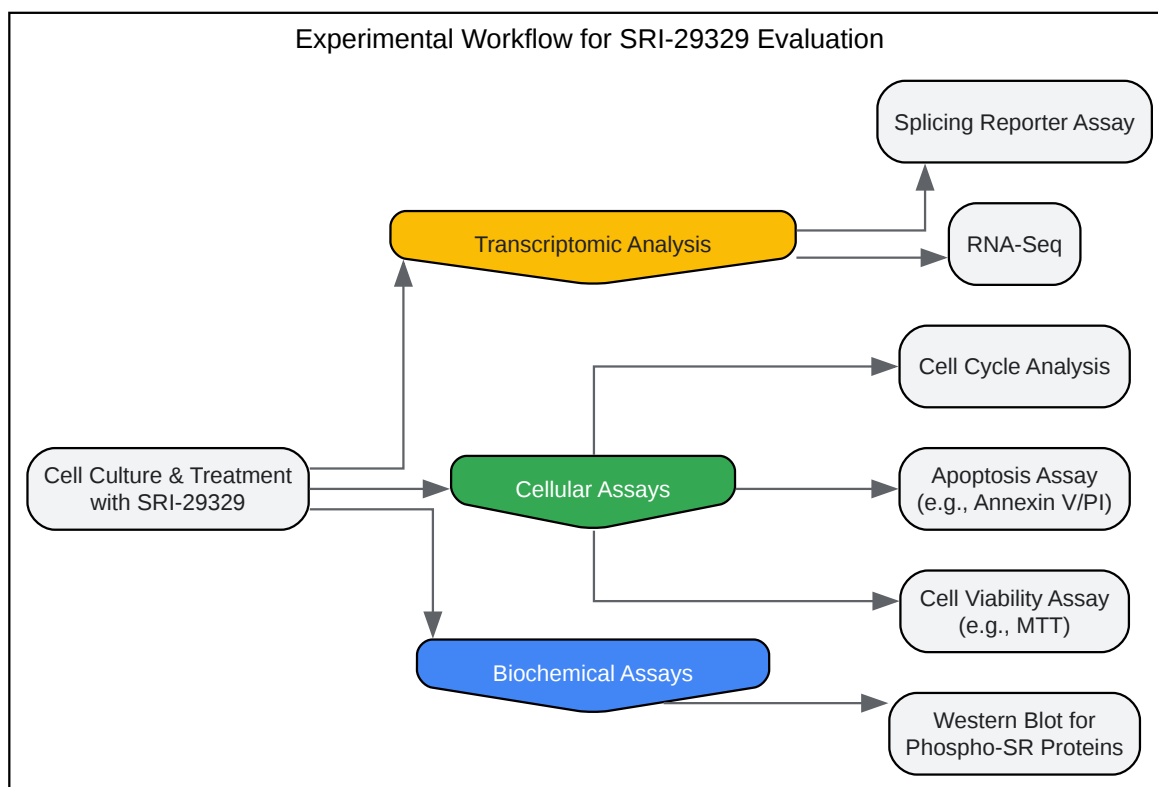 Experimental Workflow for SRI-29329 Evaluation
Splicing Reporter Assay
Transcriptomic Analysis
RNA-Seq
Cell Cycle Analysis
Cell Culture & Treatment
with SRI-29329
Cellular Assays
Apoptosis Assay
(e.g., Annexin V/PI)
Cell Viability Assay
(e.g., MTT)
Biochemical Assays
Western Blot for
Phospho-SR Proteins